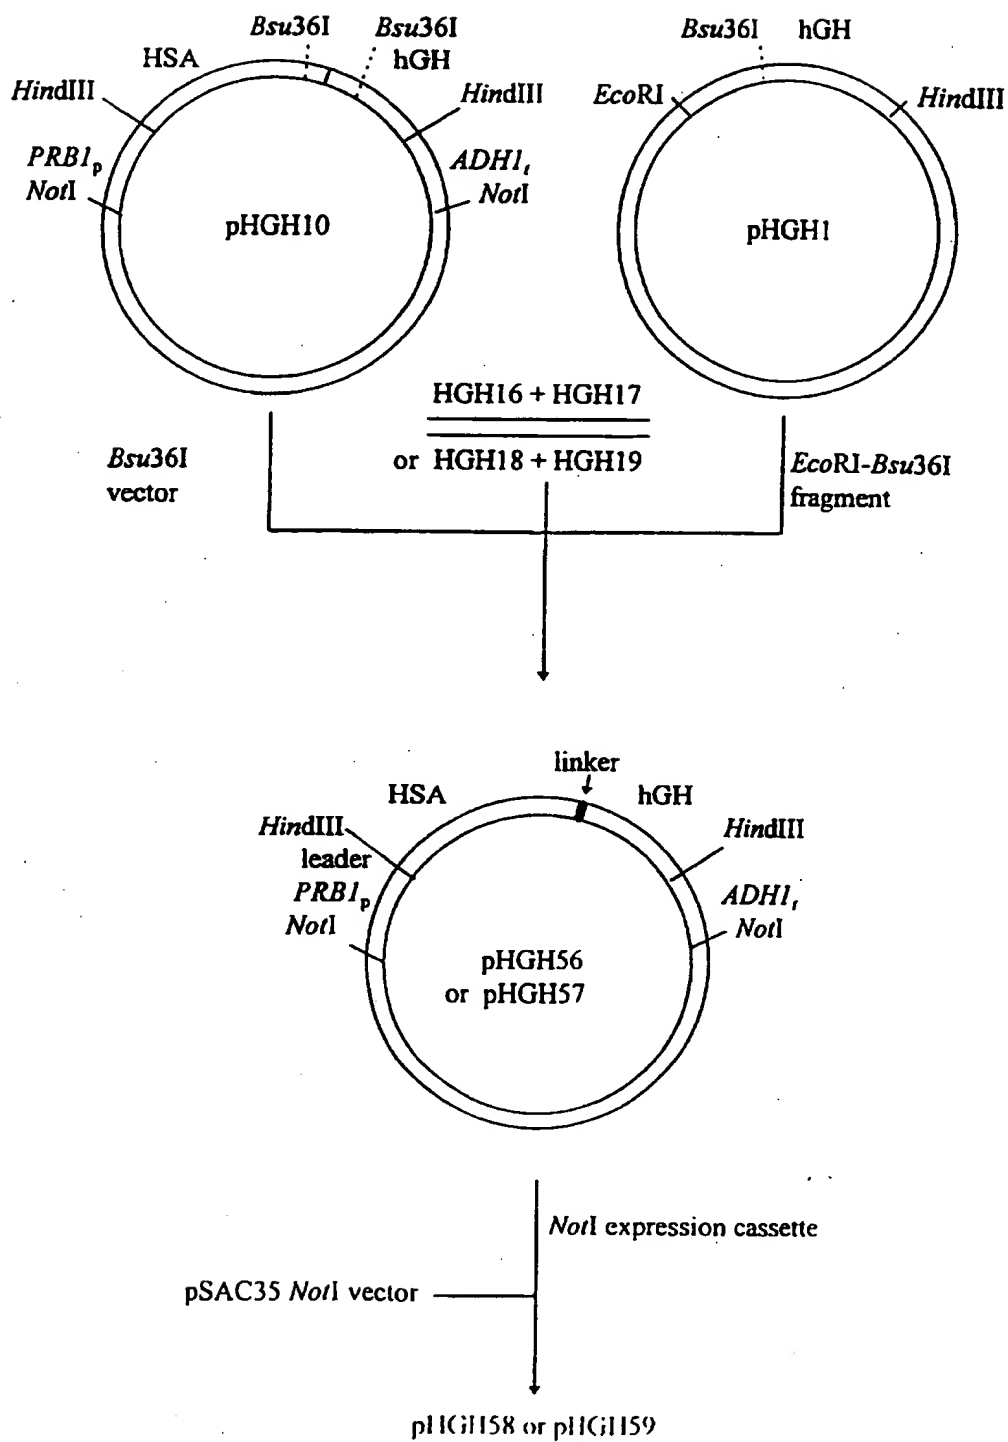 Bsu36I
Bsu36I
HSA
hGH
HindIII
HindIII
PRB1p
ADH1t
NotI
NotI
pHGH10
Bsu36I hGH
EcoRI
HindIII
pHGH1
HGH16 + HGH17
or HGH18 + HGH19
Bsu36I
vector
EcoRI-Bsu36I
fragment
linker
HSA
hGH
HindIII
leader
HindIII
PRB1p
ADH1t
NotI
NotI
pHGH56
or pHGH57
NotI expression cassette
pSAC35 NotI vector
pHGH58 or pHGH59